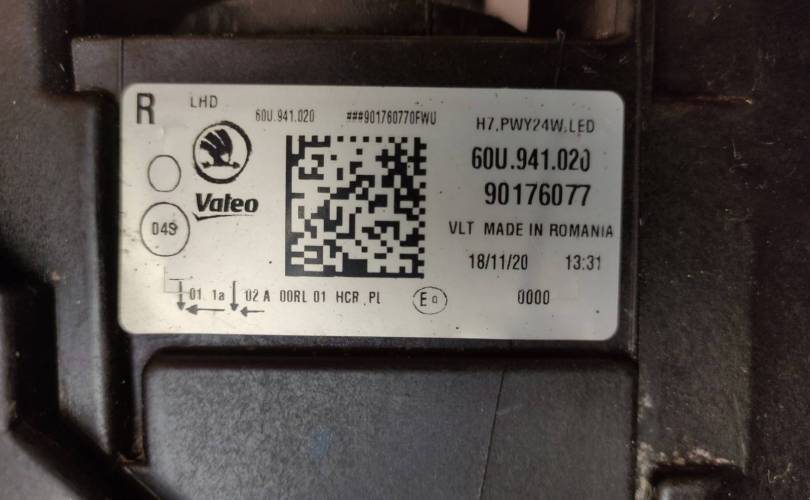 R LHD 60U.941.020 ###901760770FWU H7,PWY24W,LED
60U.941.020
Valeo 90176077
04S VLT MADE IN ROMANIA
18/11/20 13:31
01 1a 02 A 00RL 01 HCR PL E 0000